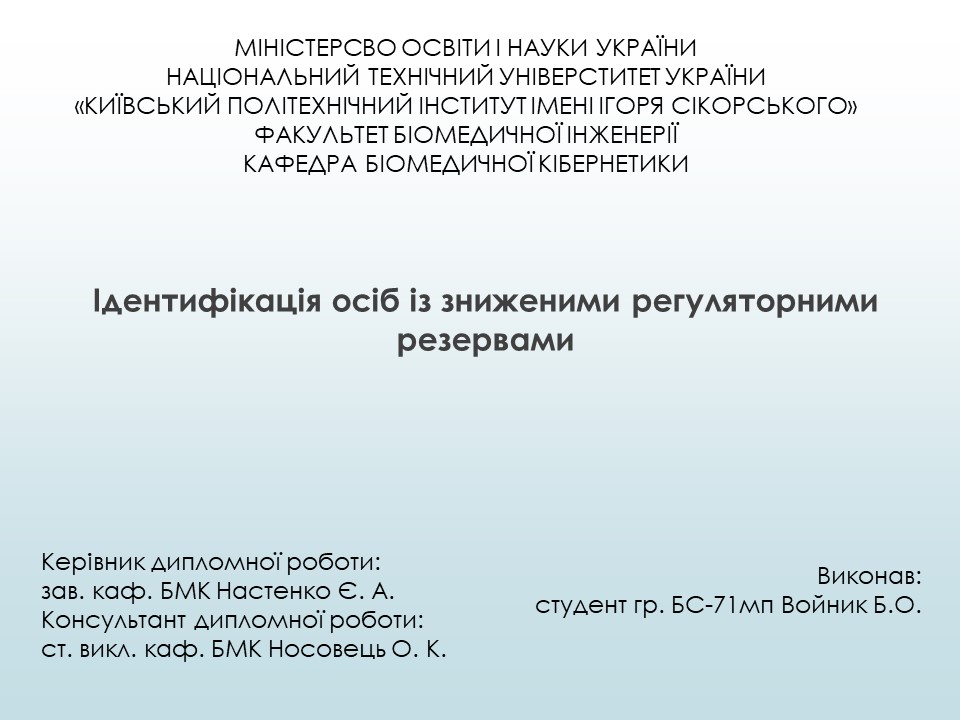 МІНІСТЕРСВО ОСВІТИ І НАУКИ УКРАЇНИ
НАЦІОНАЛЬНИЙ ТЕХНІЧНИЙ УНІВЕРСТИТЕТ УКРАЇНИ
«КИЇВСЬКИЙ ПОЛІТЕХНІЧНИЙ ІНСТИТУТ ІМЕНІ ІГОРЯ СІКОРСЬКОГО»
ФАКУЛЬТЕТ БІОМЕДИЧНОЇ ІНЖЕНЕРІЇ
КАФЕДРА БІОМЕДИЧНОЇ КІБЕРНЕТИКИ
Ідентифікація осіб із зниженими регуляторними
резервами
Керівник дипломної роботи:
зав. каф. БМК Настенко Є. А.
Консультант дипломної роботи:
ст. викл. каф. БМК Носовець О. К.
Виконав:
студент гр. БС-71мп Войник Б.О.